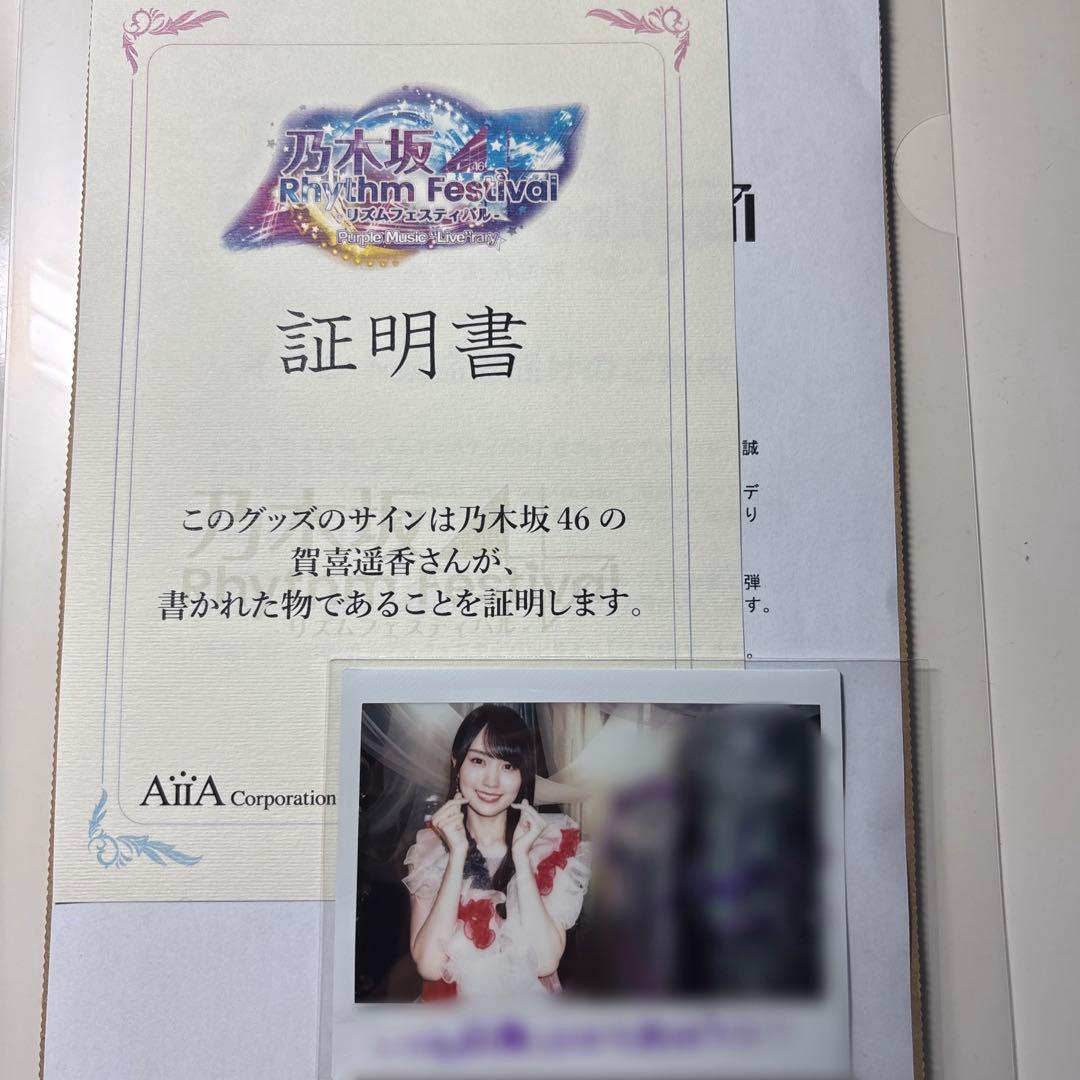 乃木坂46
Rhythm Festival
-リズムフェスティバル-
Purple Music "Live"rary
証明書
このグッズのサインは乃木坂46の
賀喜遥香さんが、
書かれた物であることを証明します。
AiiA Corporation
誠
デ
り
弾
す。
。